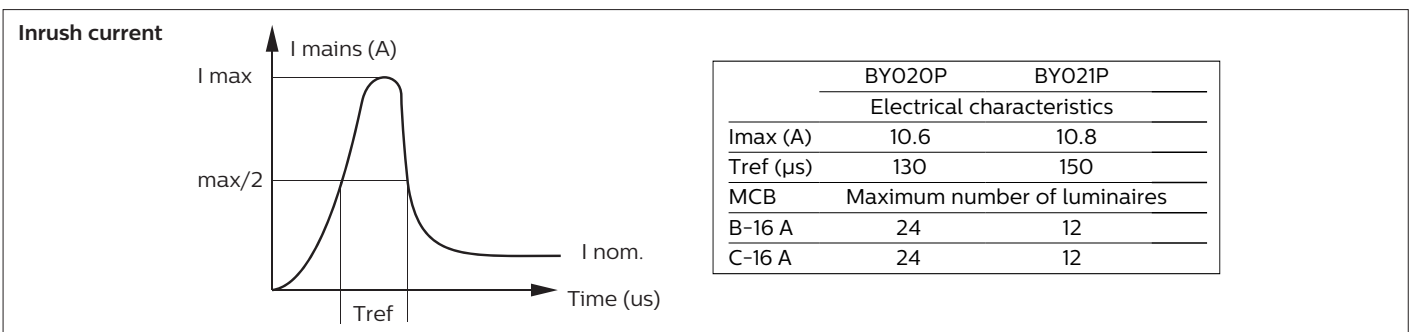 Inrush current
I mains (A)
I max
max/2
I nom.
Time (us)
Tref
BY020P BY021P
Electrical characteristics
Imax (A) 10.6 10.8
Tref (µs) 130 150
MCB Maximum number of luminaires
B-16 A 24 12
C-16 A 24 12